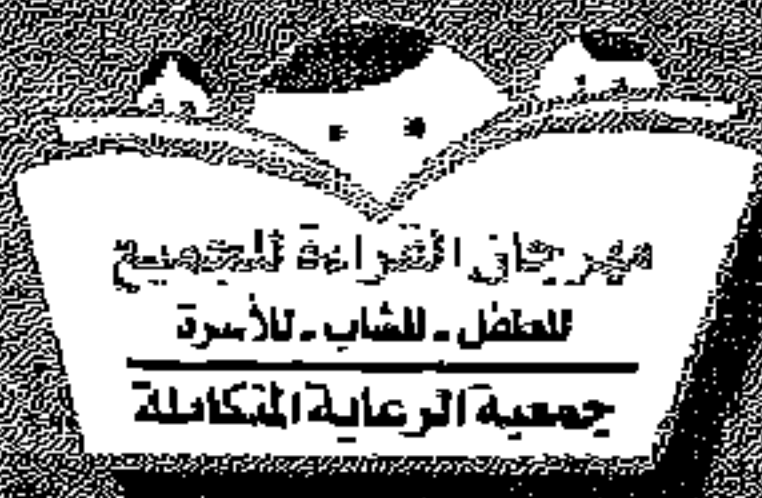 مهرجان القراءة للجميع
للطفل - للشاب - للأسرة
جمعية الرعاية المتكاملة